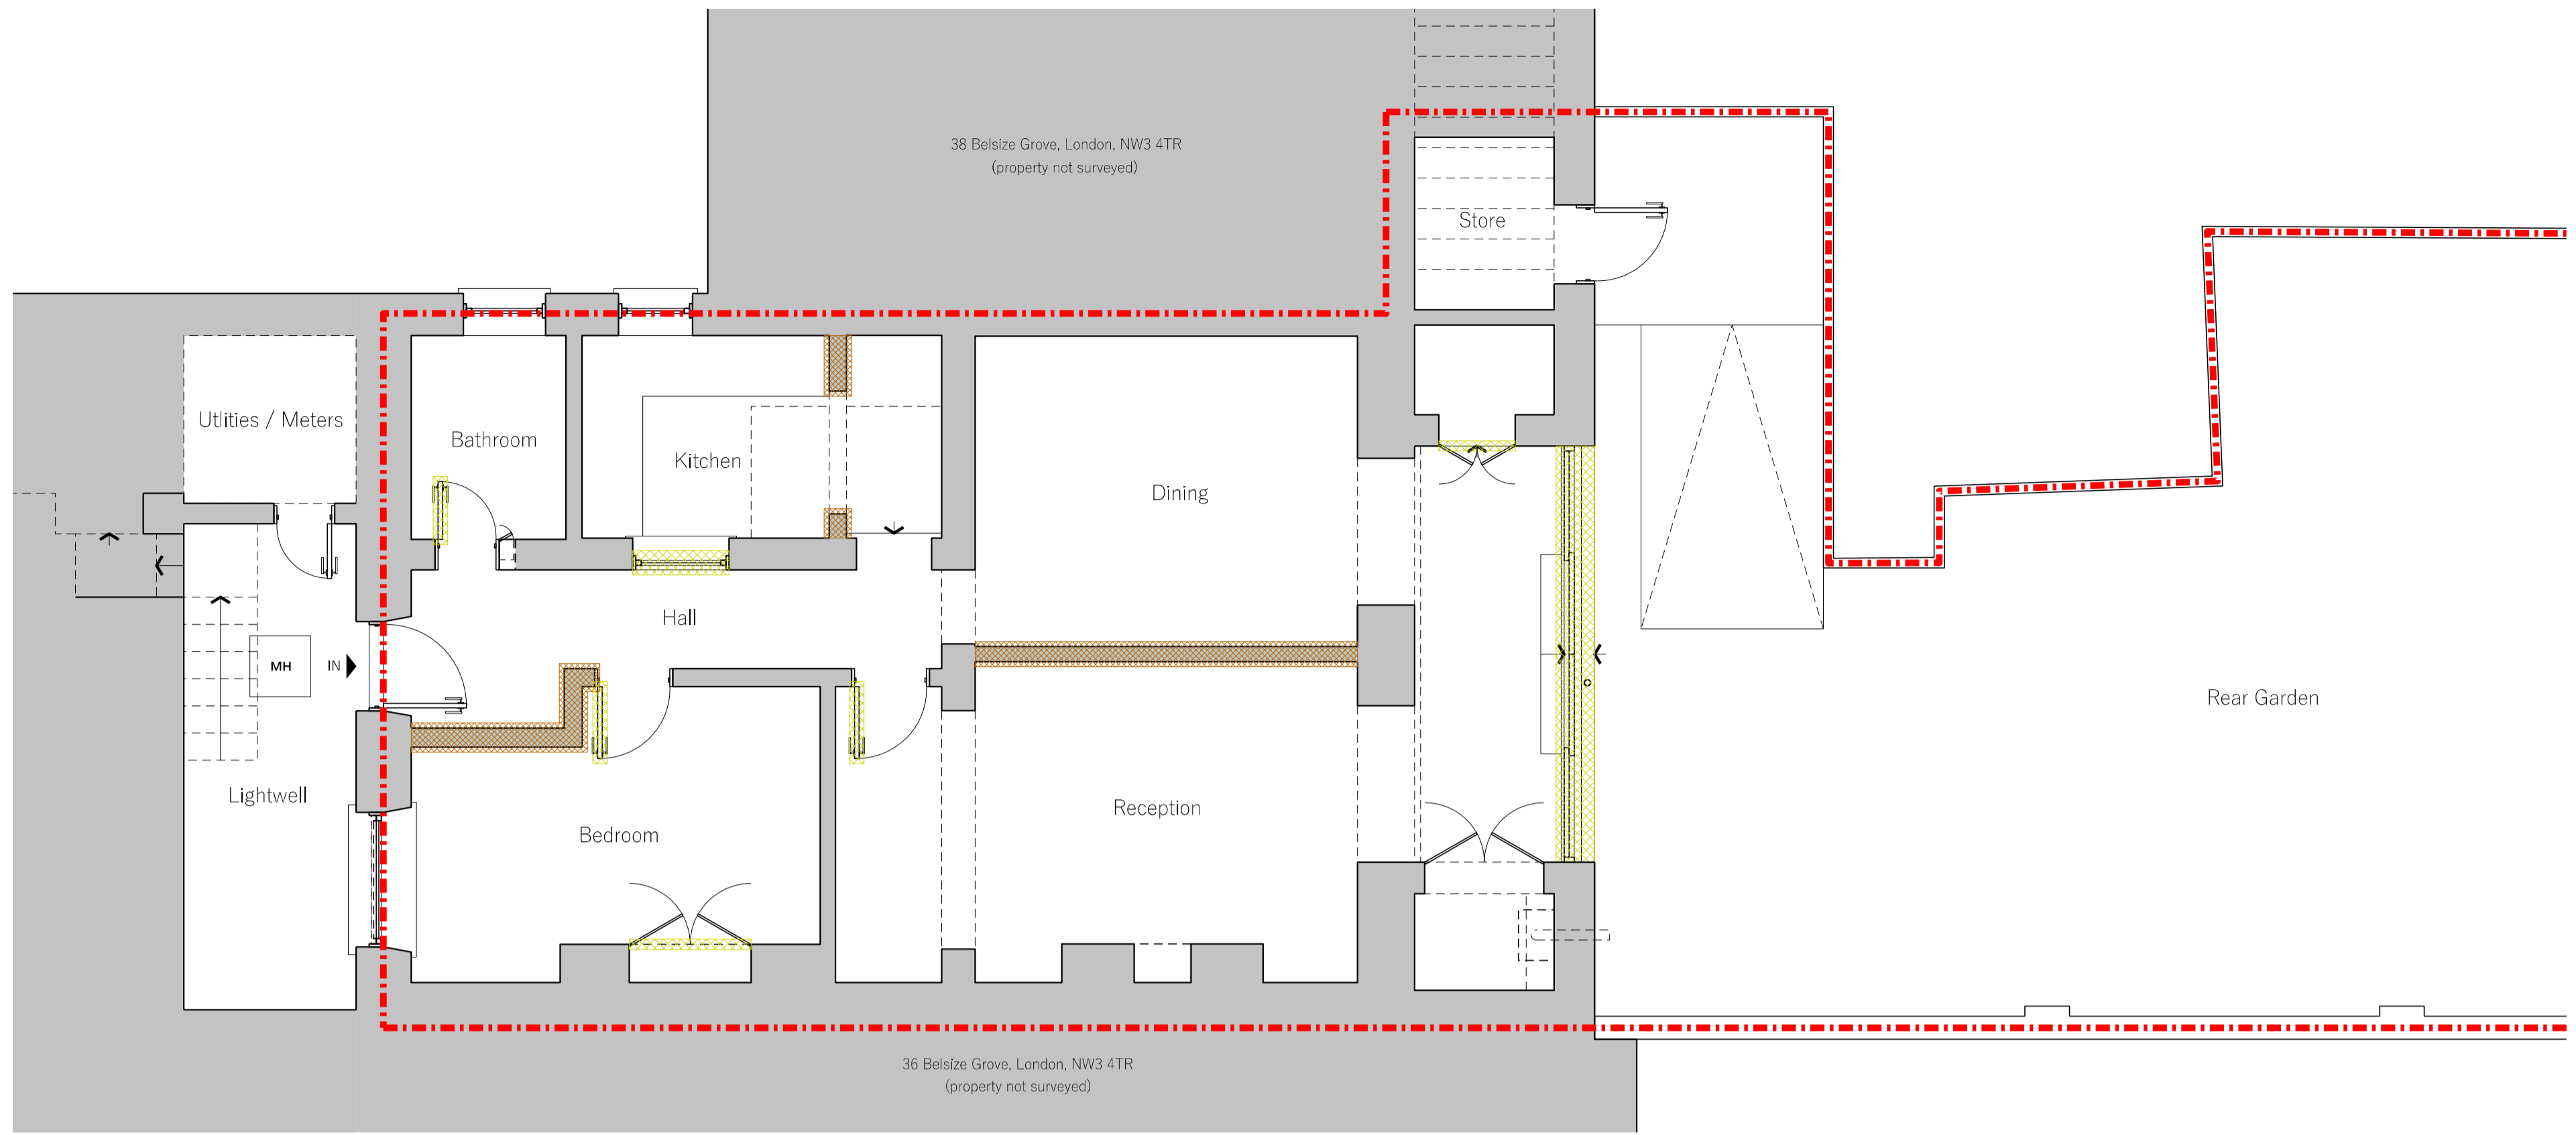 38 Belsize Grove, London, NW3 4TR
(property not surveyed)
Store
Utlities / Meters
Bathroom
Kitchen
Dining
Hall
MH
IN
Rear Garden
Lightwell
Bedroom
Reception
36 Belsize Grove, London, NW3 4TR
(property not surveyed)